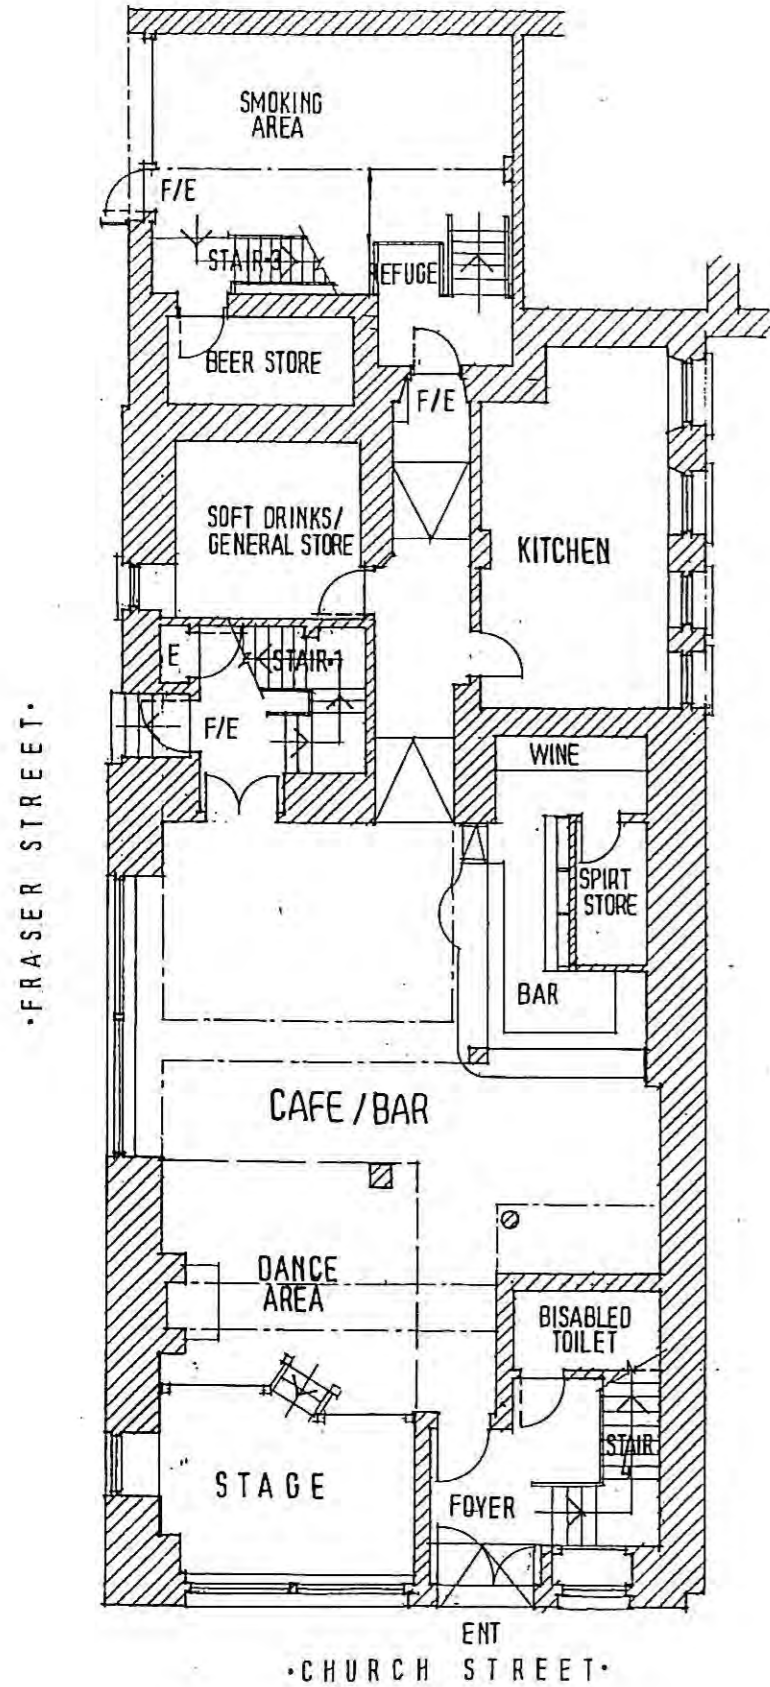 SMOKING
AREA
F/E
STAIR-3
REFUGE
BEER STORE
F/E
SOFT DRINKS/
GENERAL STORE
KITCHEN
E
STAIR-1
F/E
WINE
SPIRT
STORE
BAR
·FRASER STREET·
CAFE/BAR
DANCE
AREA
BISABLED
TOILET
STAIR
STAGE
FOYER
ENT
·CHURCH STREET·